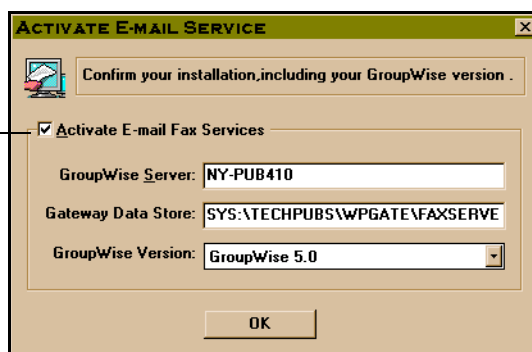 ACTIVATE E-MAIL SERVICE
Confirm your installation,including your GroupWise version .
Activate E-mail Fax Services
GroupWise Server: NY-PUB410
Gateway Data Store: SYS:\TECHPUBS\WPGATE\FAXSERVE
GroupWise Version: GroupWise 5.0
OK